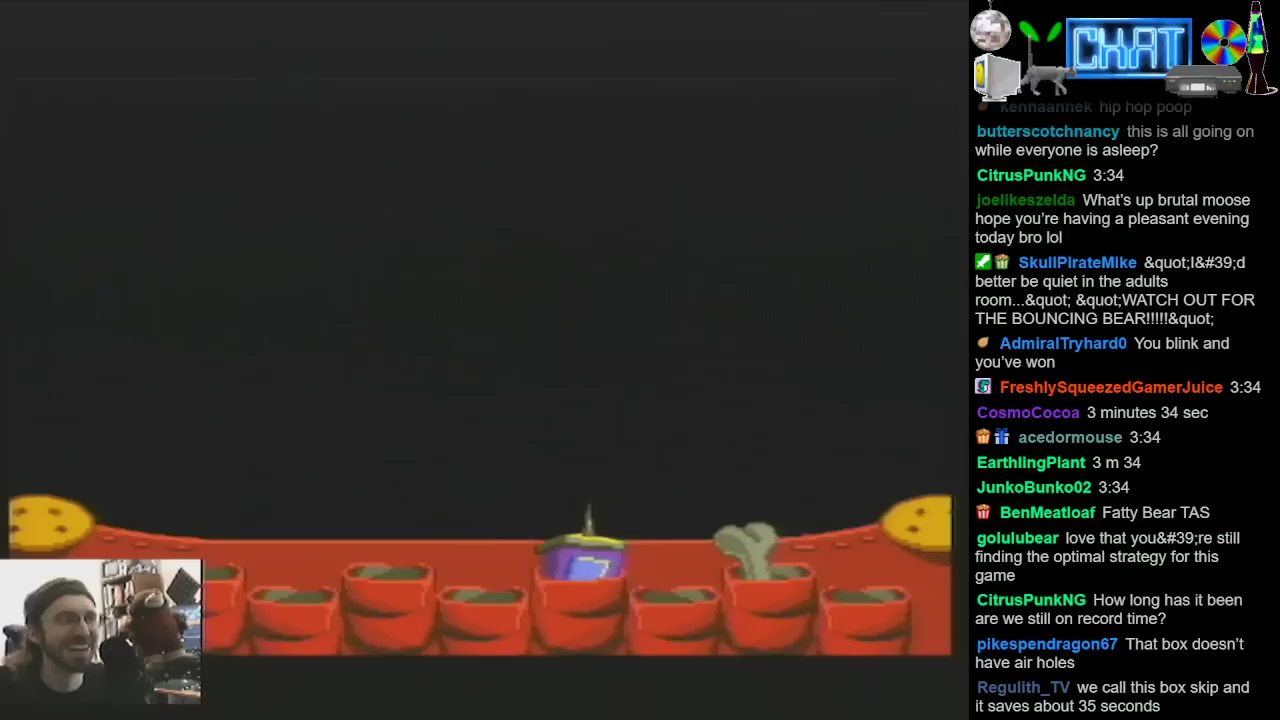 CHAT
kennaannek hip hop poop
butterscotchnancy this is all going on
while everyone is asleep?
CitrusPunkNG 3:34
joelikeszelda What's up brutal moose
hope you're having a pleasant evening
today bro lol
SkullPirateMike &quot;I&#39;d
better be quiet in the adults
room...&quot; &quot;WATCH OUT FOR
THE BOUNCING BEAR!!!!!&quot;
AdmiralTryhard0 You blink and
you've won
FreshlySqueezedGamerJuice 3:34
CosmoCocoa 3 minutes 34 sec
acedormouse 3:34
EarthlingPlant 3 m 34
JunkoBunko02 3:34
BenMeatloaf Fatty Bear TAS
golulubear love that you&#39;re still
finding the optimal strategy for this
game
CitrusPunkNG How long has it been
are we still on record time?
pikespendragon67 That box doesn't
have air holes
Regulith_TV we call this box skip and
it saves about 35 seconds